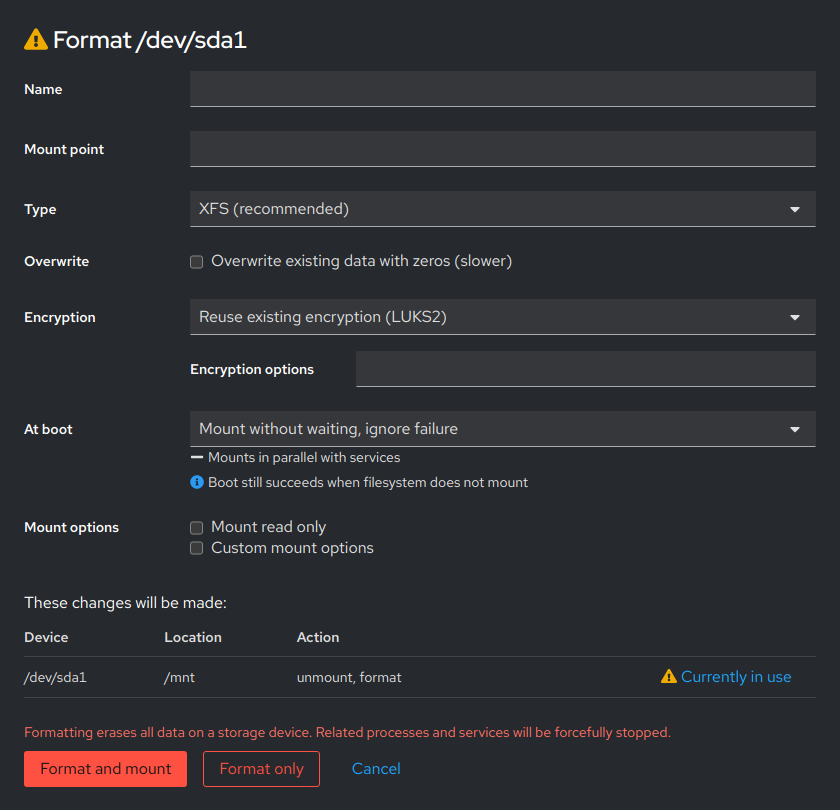 Format /dev/sda1
Name
Mount point
Type XFS (recommended)
Overwrite Overwrite existing data with zeros (slower)
Encryption Reuse existing encryption (LUKS2)
Encryption options
At boot Mount without waiting, ignore failure
Mounts in parallel with services
Boot still succeeds when filesystem does not mount
Mount options Mount read only
Custom mount options
These changes will be made:
Device Location Action
/dev/sda1 /mnt unmount, format Currently in use
Formatting erases all data on a storage device. Related processes and services will be forcefully stopped.
Format and mount Format only Cancel